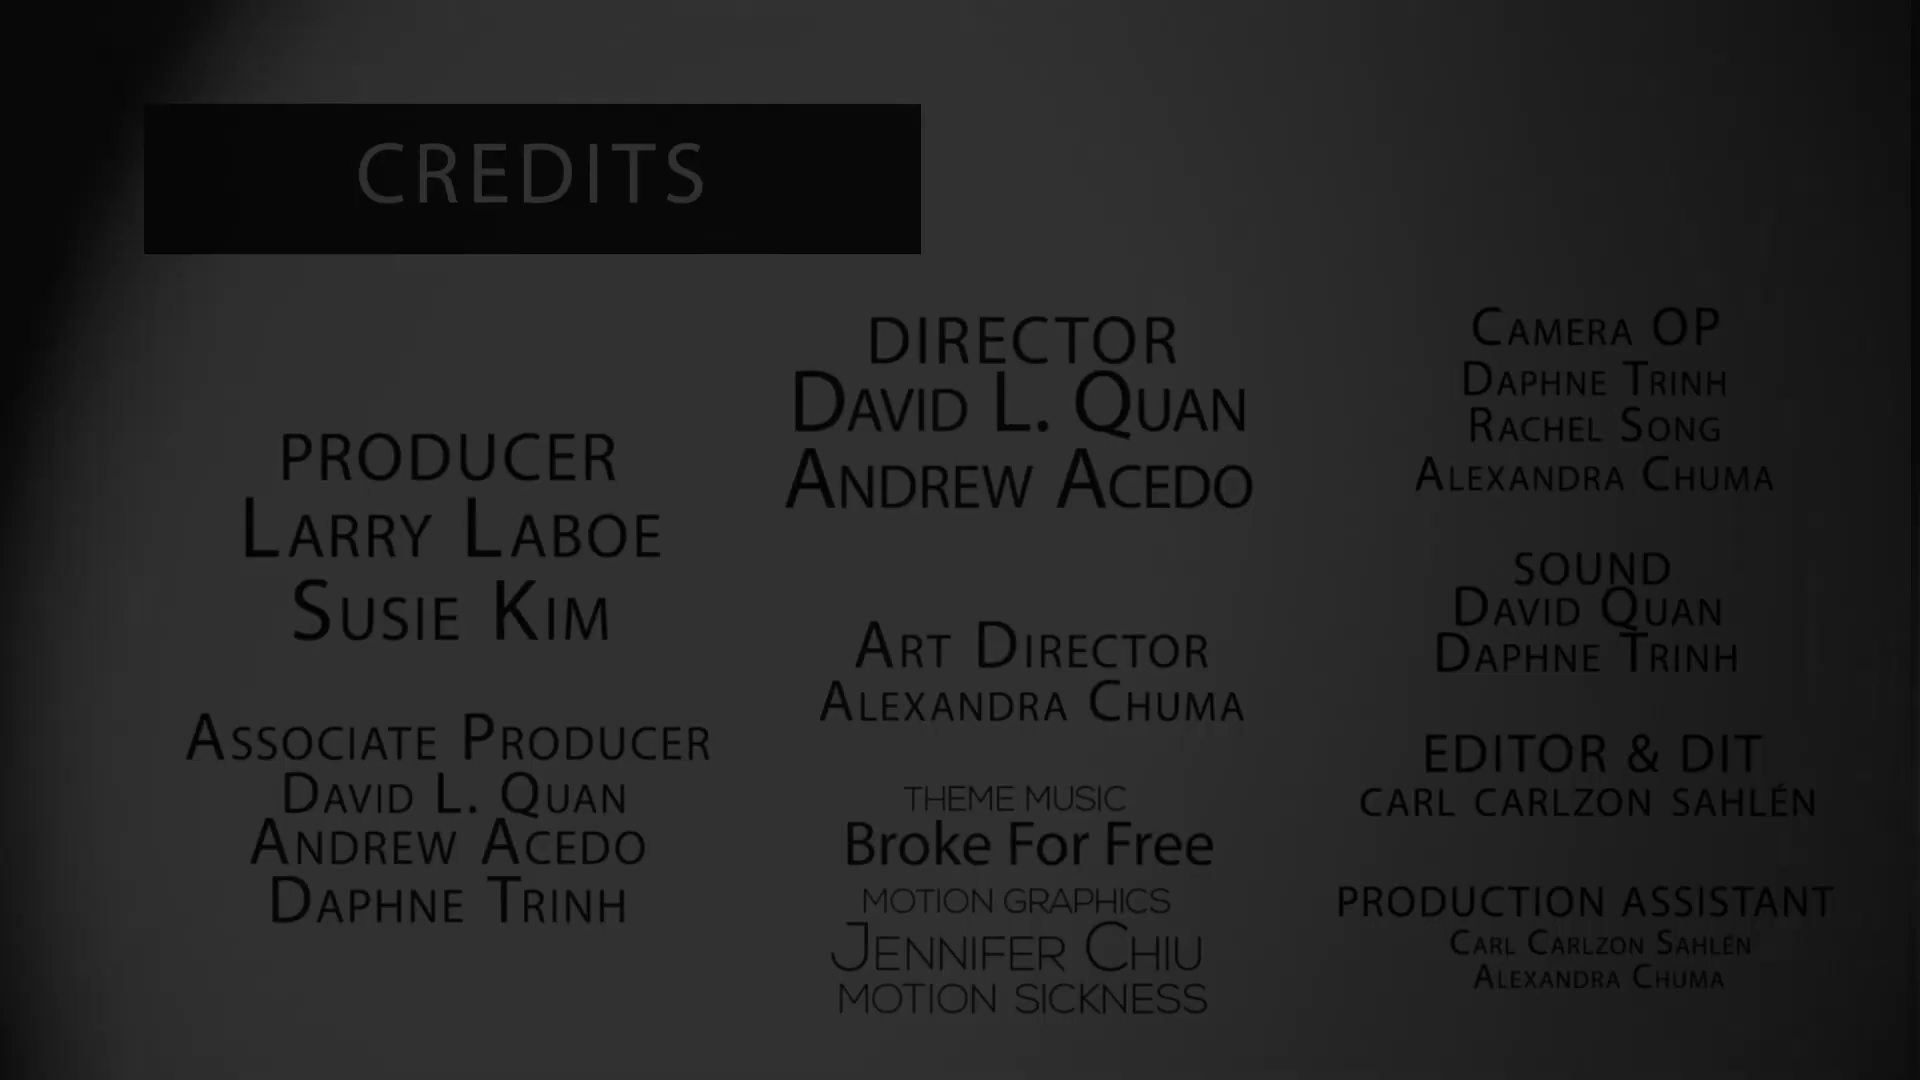 CREDITS
PRODUCER
LARRY LABOE
SUSIE KIM
ASSOCIATE PRODUCER
DAVID L. QUAN
ANDREW ACEDO
DAPHNE TRINH
DIRECTOR
DAVID L. QUAN
ANDREW ACEDO
ART DIRECTOR
ALEXANDRA CHUMA
THEME MUSIC
Broke For Free
MOTION GRAPHICS
JENNIFER CHIU
MOTION SICKNESS
CAMERA OP
DAPHNE TRINH
RACHEL SONG
ALEXANDRA CHUMA
SOUND
DAVID QUAN
DAPHNE TRINH
EDITOR & DIT
CARL CARLZON SAHLÉN
PRODUCTION ASSISTANT
CARL CARLZON SAHLÉN
ALEXANDRA CHUMA